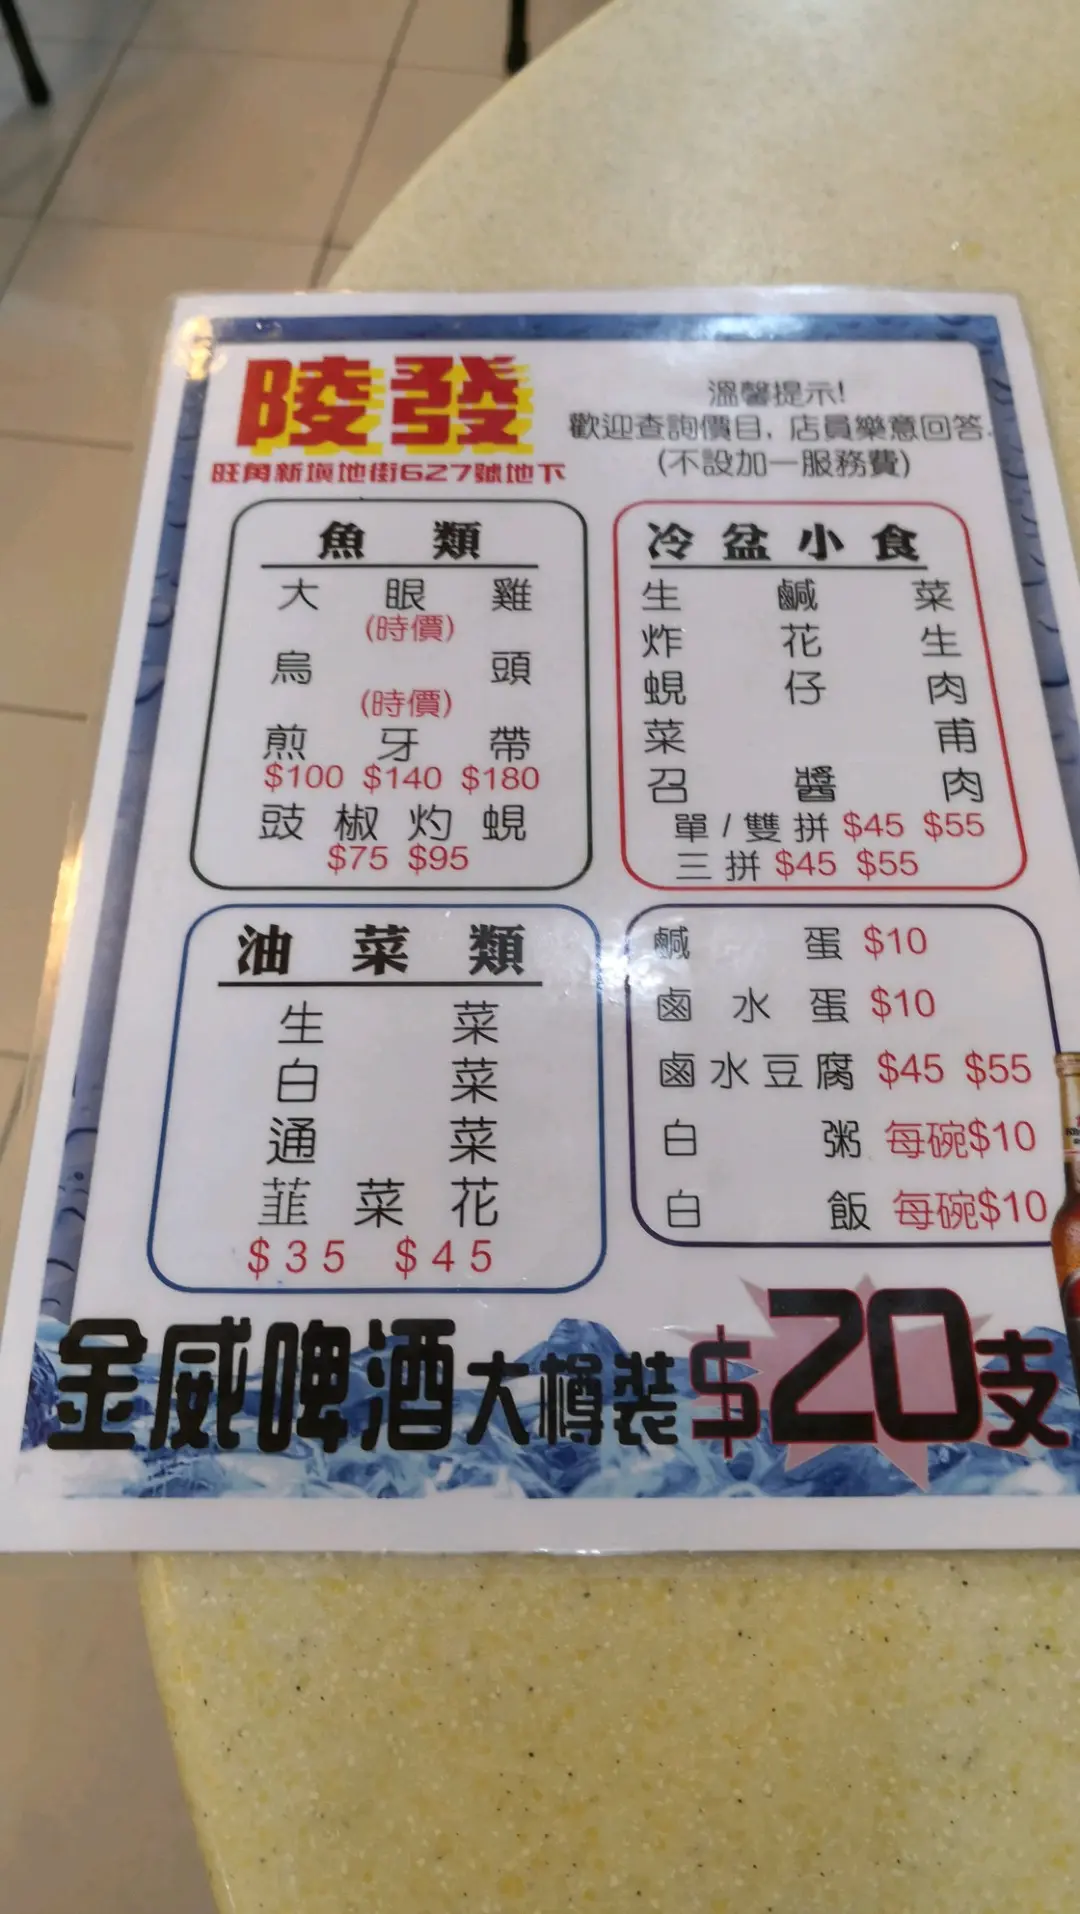 陵發
旺角新填地街627號地下
溫馨提示!
歡迎查詢價目, 店員樂意回答.
(不設加一服務費)
魚類
大眼雞
(時價)
烏頭
(時價)
煎牙帶
$100 $140 $180
豉椒灼蜆
$75 $95
冷盆小食
生鹹菜
炸花生
蜆仔肉
菜甫
召醬肉
單/雙拼 $45 $55
三拼 $45 $55
油菜類
生菜
白菜
通菜
韮菜花
$35 $45
鹹蛋 $10
鹵水蛋 $10
鹵水豆腐 $45 $55
白粥 每碗$10
白飯 每碗$10
金威啤酒大樽裝$20支